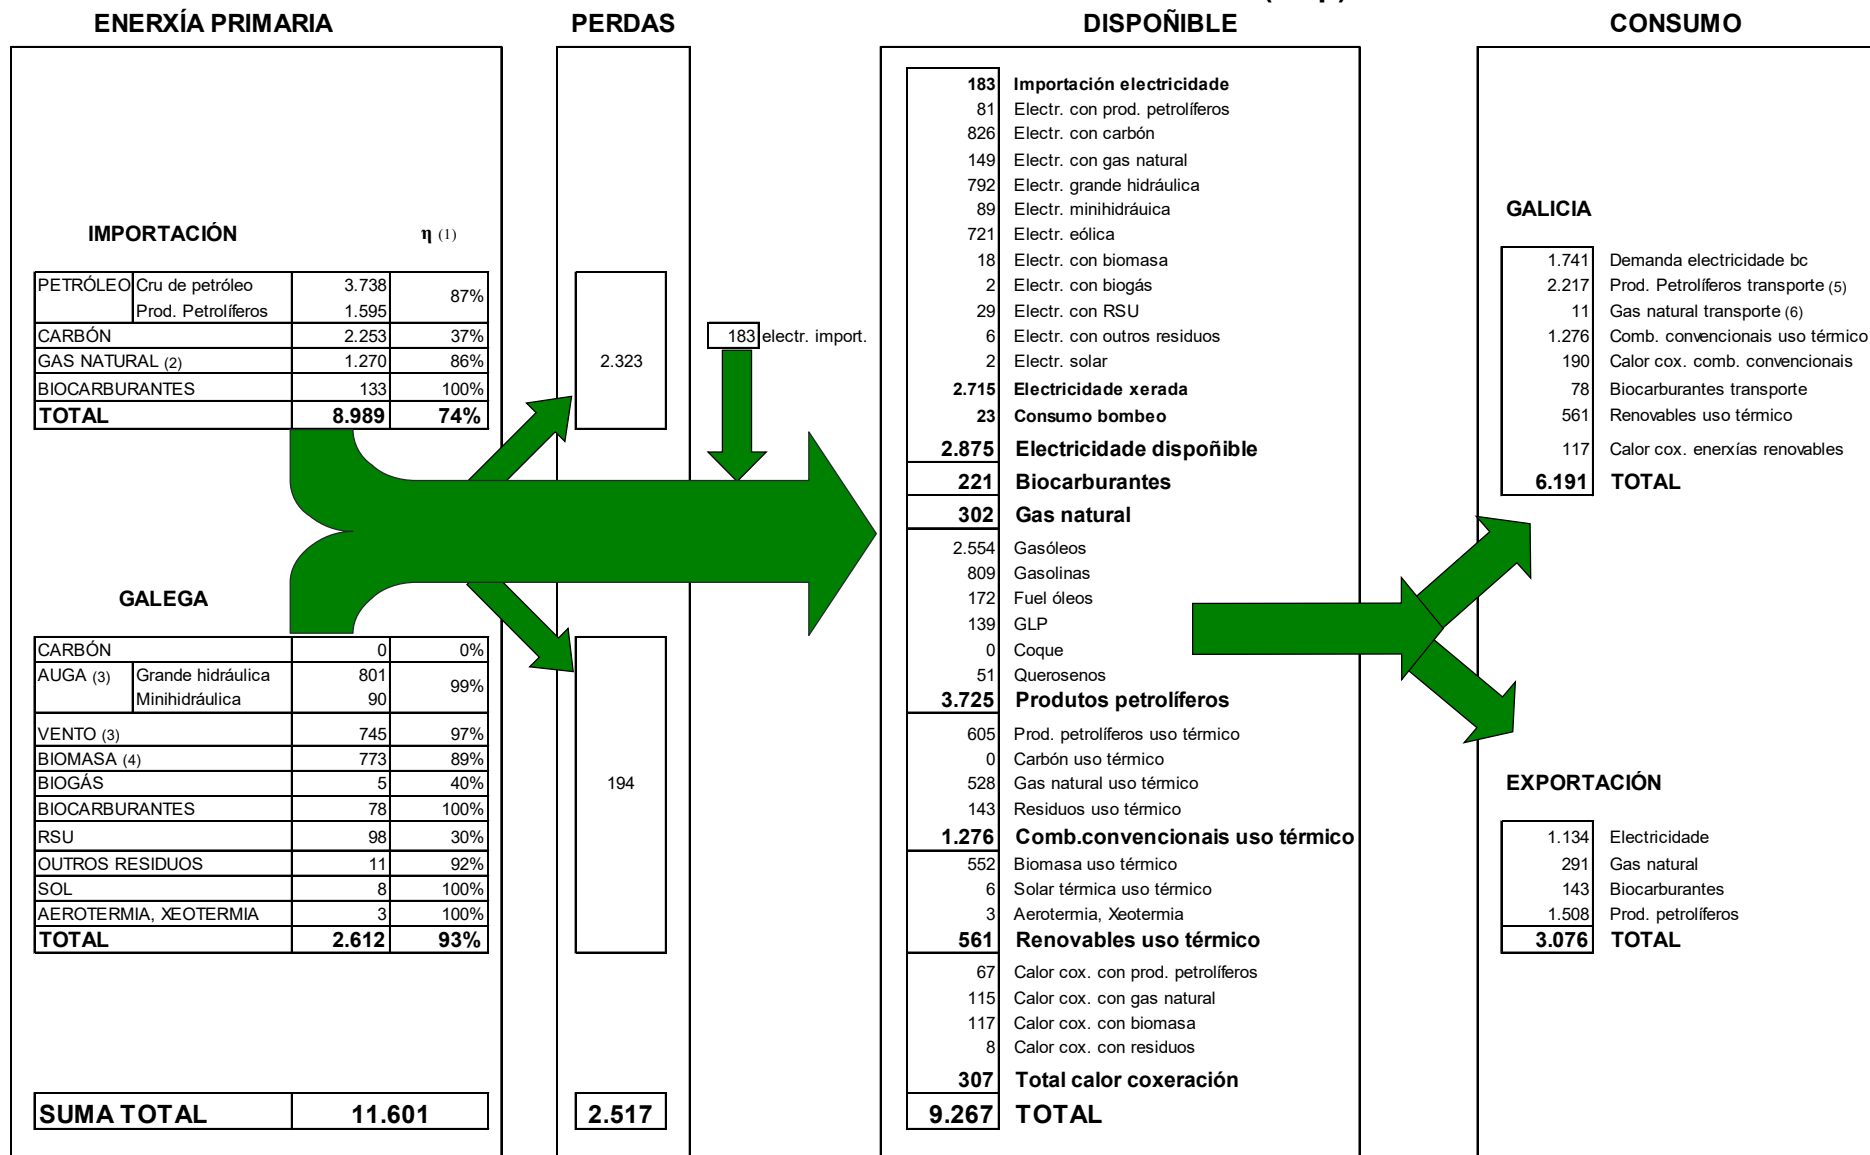 ENERXÍA PRIMARIA
PERDAS
DISPOÑIBLE
CONSUMO
IMPORTACIÓN η (1)
PETRÓLEO Cru de petróleo 3.738 87%
Prod. Petrolíferos 1.595
CARBÓN 2.253 37%
GAS NATURAL (2) 1.270 86%
BIOCARBURANTES 133 100%
TOTAL 8.989 74%
GALEGA
CARBÓN 0 0%
AUGA (3) Grande hidráulica 801 99%
Minihidráulica 90
VENTO (3) 745 97%
BIOMASA (4) 773 89%
BIOGÁS 5 40%
BIOCARBURANTES 78 100%
RSU 98 30%
OUTROS RESIDUOS 11 92%
SOL 8 100%
AEROTERMIA, XEOTERMIA 3 100%
TOTAL 2.612 93%
SUMA TOTAL 11.601
2.323
194
2.517
183 electr. import.
183 Importación electricidade
81 Electr. con prod. petrolíferos
826 Electr. con carbón
149 Electr. con gas natural
792 Electr. grande hidráulica
89 Electr. minihidráuica
721 Electr. eólica
18 Electr. con biomasa
2 Electr. con biogás
29 Electr. con RSU
6 Electr. con outros residuos
2 Electr. solar
2.715 Electricidade xerada
23 Consumo bombeo
2.875 Electricidade dispoñible
221 Biocarburantes
302 Gas natural
2.554 Gasóleos
809 Gasolinas
172 Fuel óleos
139 GLP
0 Coque
51 Querosenos
3.725 Produtos petrolíferos
605 Prod. petrolíferos uso térmico
0 Carbón uso térmico
528 Gas natural uso térmico
143 Residuos uso térmico
1.276 Comb.convencionais uso térmico
552 Biomasa uso térmico
6 Solar térmica uso térmico
3 Aerotermia, Xeotermia
561 Renovables uso térmico
67 Calor cox. con prod. petrolíferos
115 Calor cox. con gas natural
117 Calor cox. con biomasa
8 Calor cox. con residuos
307 Total calor coxeración
9.267 TOTAL
GALICIA
1.741 Demanda electricidade bc
2.217 Prod. Petrolíferos transporte (5)
11 Gas natural transporte (6)
1.276 Comb. convencionais uso térmico
190 Calor cox. comb. convencionais
78 Biocarburantes transporte
561 Renovables uso térmico
117 Calor cox. enerxías renovables
6.191 TOTAL
EXPORTACIÓN
1.134 Electricidade
291 Gas natural
143 Biocarburantes
1.508 Prod. petrolíferos
3.076 TOTAL